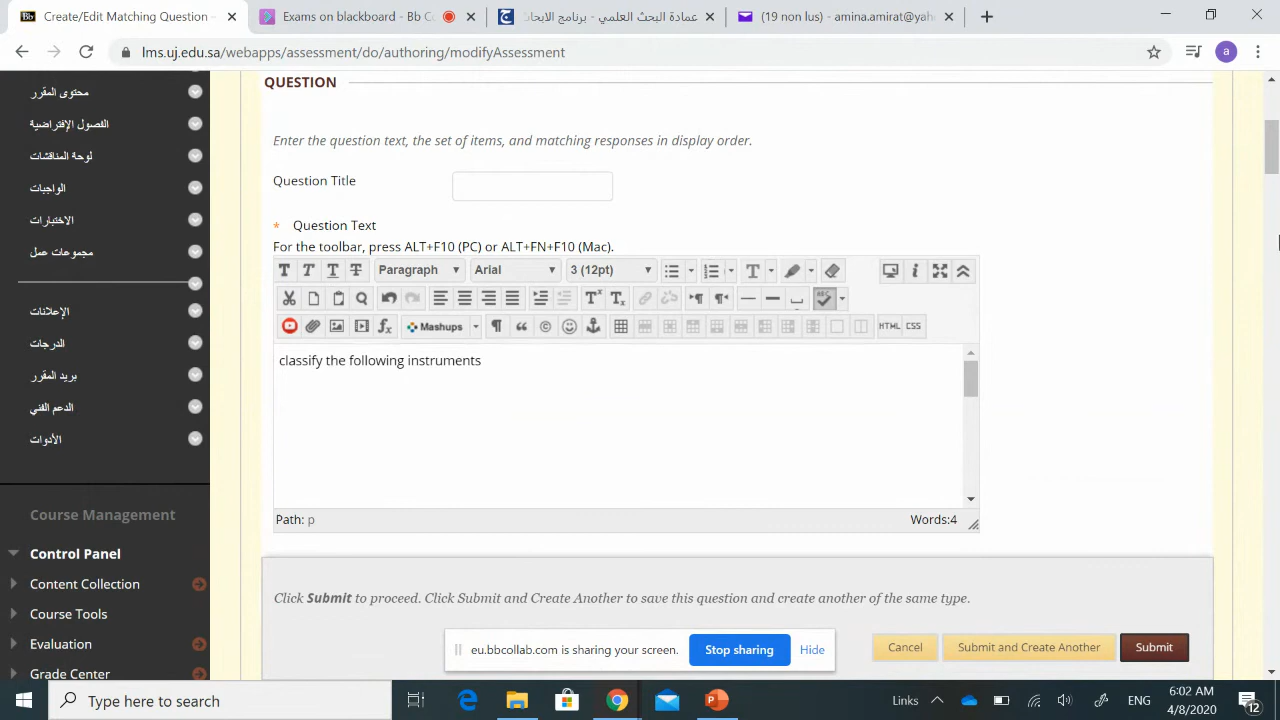 Create/Edit Matching Question -
Exams on blackboard - Bb C
عمادة البحث العلمي - برنامج الابحاث
(19 non lus) - amina.amirat@yah
lms.uj.edu.sa/webapps/assessment/do/authoring/modifyAssessment
a
محتوى المقرر
الفصول الإفتراضية
لوحة المناقشات
الواجبات
الاختبارات
مجموعات عمل
الإعلانات
الدرجات
بريد المقرر
الدعم الفني
الأدوات
Course Management
Control Panel
Content Collection
Course Tools
Evaluation
Grade Center
QUESTION
Enter the question text, the set of items, and matching responses in display order.
Question Title
* Question Text
For the toolbar, press ALT+F10 (PC) or ALT+FN+F10 (Mac).
T T T T Paragraph Arial 3 (12pt)
Mashups HTML CSS
classify the following instruments
Path: p Words:4
Click Submit to proceed. Click Submit and Create Another to save this question and create another of the same type.
eu.bbcollab.com is sharing your screen. Stop sharing Hide
Cancel Submit and Create Another Submit
Type here to search
Links ENG
6:02 AM
4/8/2020
12